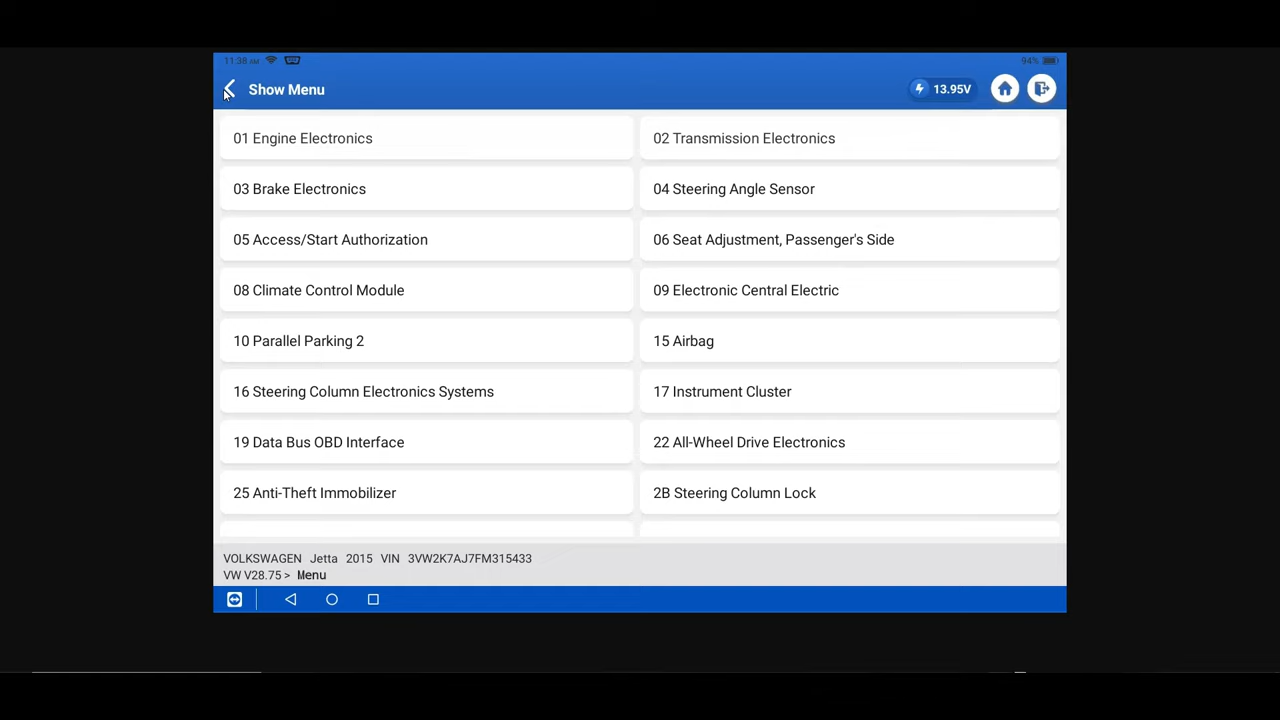 11:38 AM
94%
Show Menu
13.95V
01 Engine Electronics
02 Transmission Electronics
03 Brake Electronics
04 Steering Angle Sensor
05 Access/Start Authorization
06 Seat Adjustment, Passenger's Side
08 Climate Control Module
09 Electronic Central Electric
10 Parallel Parking 2
15 Airbag
16 Steering Column Electronics Systems
17 Instrument Cluster
19 Data Bus OBD Interface
22 All-Wheel Drive Electronics
25 Anti-Theft Immobilizer
2B Steering Column Lock
VOLKSWAGEN Jetta 2015 VIN 3VW2K7AJ7FM315433
VW V28.75 > Menu